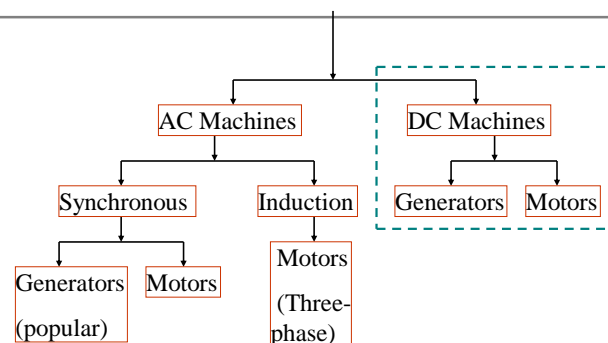 AC Machines
DC Machines
Synchronous
Induction
Generators
Motors
Generators
(popular)
Motors
Motors
(Three-
phase)